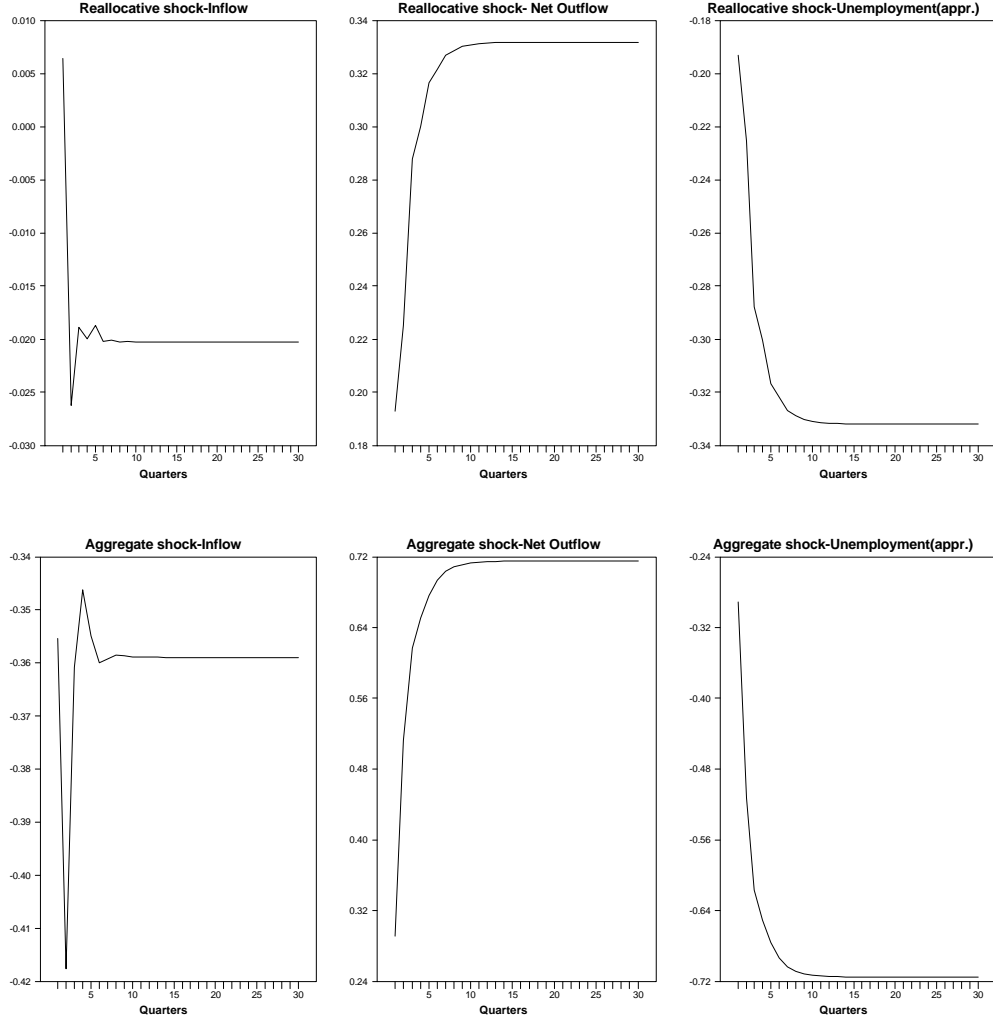 Reallocative shock-Inflow
0.010
0.005
0.000
-0.005
-0.010
-0.015
-0.020
-0.025
-0.030
5 10 15 20 25 30
Quarters
Reallocative shock- Net Outflow
0.34
0.32
0.30
0.28
0.26
0.24
0.22
0.20
0.18
5 10 15 20 25 30
Quarters
Reallocative shock-Unemployment(appr.)
-0.18
-0.20
-0.22
-0.24
-0.26
-0.28
-0.30
-0.32
-0.34
5 10 15 20 25 30
Quarters
Aggregate shock-Inflow
-0.34
-0.35
-0.36
-0.37
-0.38
-0.39
-0.40
-0.41
-0.42
5 10 15 20 25 30
Quarters
Aggregate shock-Net Outflow
0.72
0.64
0.56
0.48
0.40
0.32
0.24
5 10 15 20 25 30
Quarters
Aggregate shock-Unemployment(appr.)
-0.24
-0.32
-0.40
-0.48
-0.56
-0.64
-0.72
5 10 15 20 25 30
Quarters